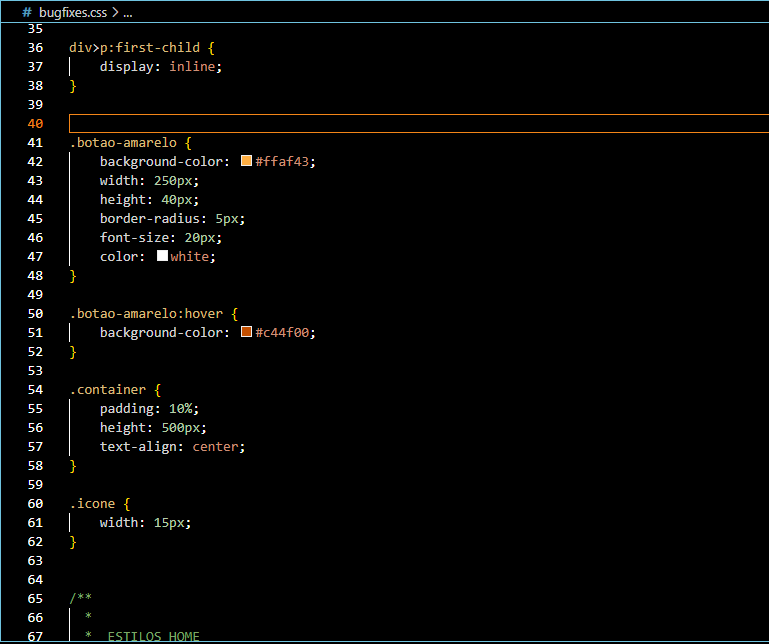 # bugfixes.css > ...
35
36 div>p:first-child {
37 display: inline;
38 }
39
40
41 .botao-amarelo {
42 background-color: #ffaf43;
43 width: 250px;
44 height: 40px;
45 border-radius: 5px;
46 font-size: 20px;
47 color: white;
48 }
49
50 .botao-amarelo:hover {
51 background-color: #c44f00;
52 }
53
54 .container {
55 padding: 10%;
56 height: 500px;
57 text-align: center;
58 }
59
60 .icone {
61 width: 15px;
62 }
63
64
65 /**
66 *
67 * ESTILOS HOME